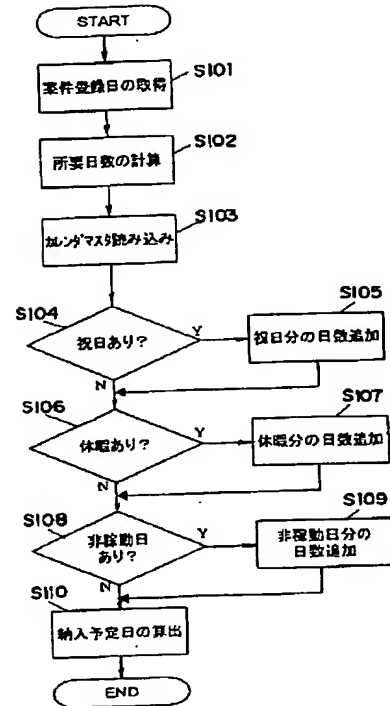 START
S101
案件登録日の取得
S102
所要日数の計算
S103
カレンダマスタ読み込み
S104
祝日あり?
Y
N
S105
祝日分の日数追加
S106
休暇あり?
Y
N
S107
休暇分の日数追加
S108
非稼動日
あり?
Y
N
S109
非稼動日分の
日数追加
S110
納入予定日の算出
END